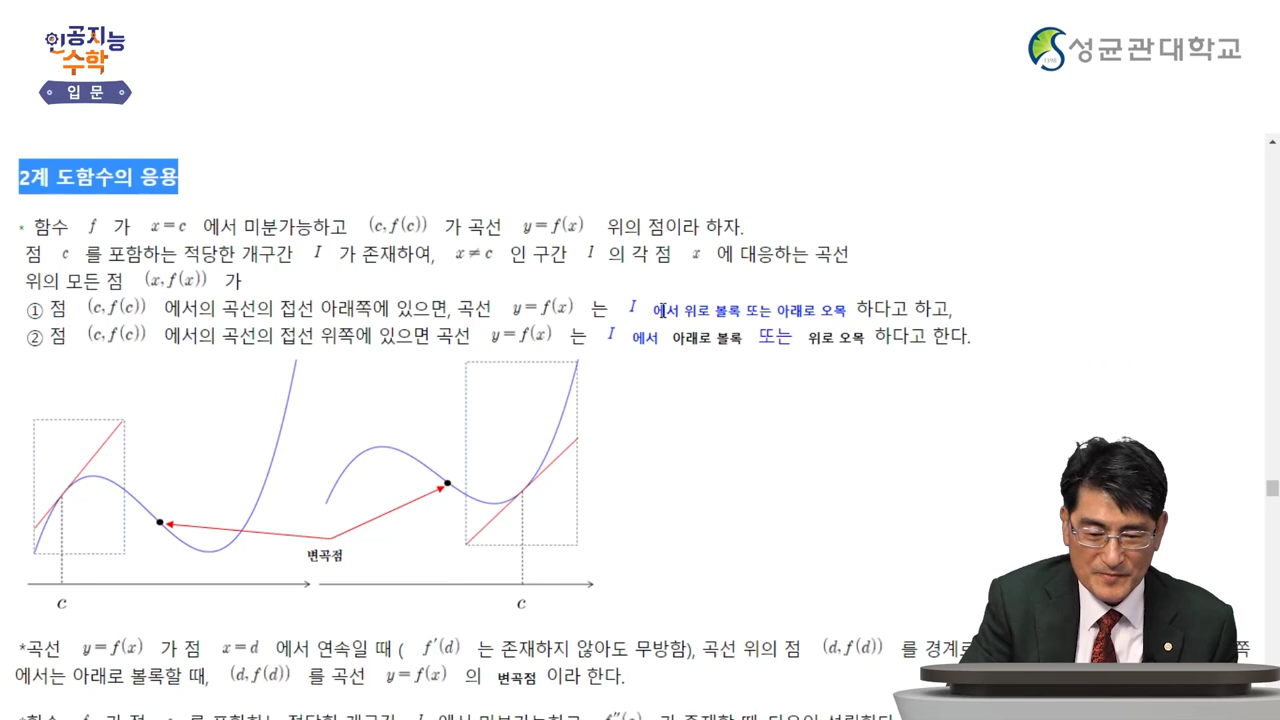 인공지능
수학
입문
1398
성균관대학교
2계 도함수의 응용
* 함수 f 가 x=c 에서 미분가능하고 (c,f(c)) 가 곡선 y=f(x) 위의 점이라 하자.
점 c 를 포함하는 적당한 개구간 I 가 존재하여, x≠c 인 구간 I 의 각 점 x 에 대응하는 곡선
위의 모든 점 (x,f(x)) 가
① 점 (c,f(c)) 에서의 곡선의 접선 아래쪽에 있으면, 곡선 y=f(x) 는 I 에서 위로 볼록 또는 아래로 오목 하다고 하고,
② 점 (c,f(c)) 에서의 곡선의 접선 위쪽에 있으면 곡선 y=f(x) 는 I 에서 아래로 볼록 또는 위로 오목 하다고 한다.
변곡점
c
c
*곡선 y=f(x) 가 점 x=d 에서 연속일 때 ( f′(d) 는 존재하지 않아도 무방함), 곡선 위의 점 (d,f(d)) 를 경계로
에서는 아래로 볼록할 때, (d,f(d)) 를 곡선 y=f(x) 의 변곡점 이라 한다.